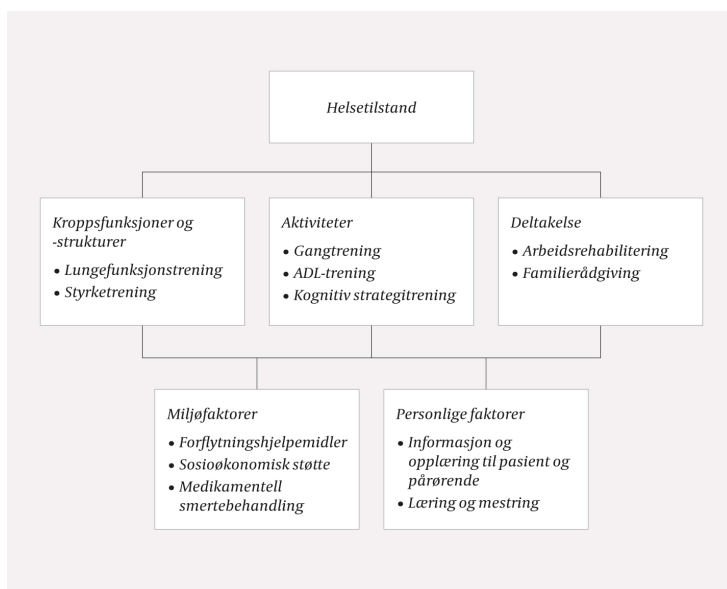 Helsetilstand
Kroppsfunksjoner og
-strukturer
• Lungefunksjonstrening
• Styrketrening
Aktiviteter
• Gangtrening
• ADL-trening
• Kognitiv strategitrening
Deltakelse
• Arbeidsrehabilitering
• Familierådgiving
Miljøfaktorer
• Forflytningshjelpemidler
• Sosioøkonomisk støtte
• Medikamentell
smertebehandling
Personlige faktorer
• Informasjon og
opplæring til pasient og
pårørende
• Læring og mestring